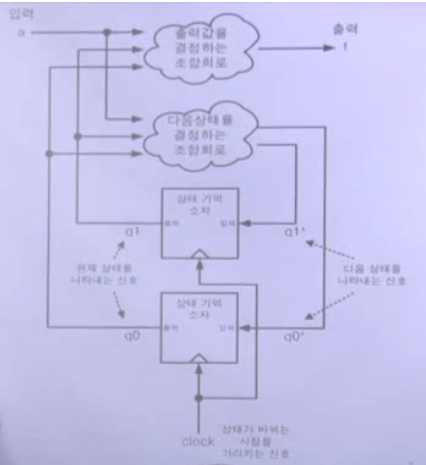 입력
a
출력값을
결정하는
조합회로
출력
f
다음상태를
결정하는
조합회로
상태 기억
소자
출력
입력
q1
q1*
현재 상태를
나타내는 신호
다음 상태를
나타내는 신호
상태 기억
소자
출력
입력
q0
q0*
clock
상태가 바뀌는
시점을
가리키는 신호